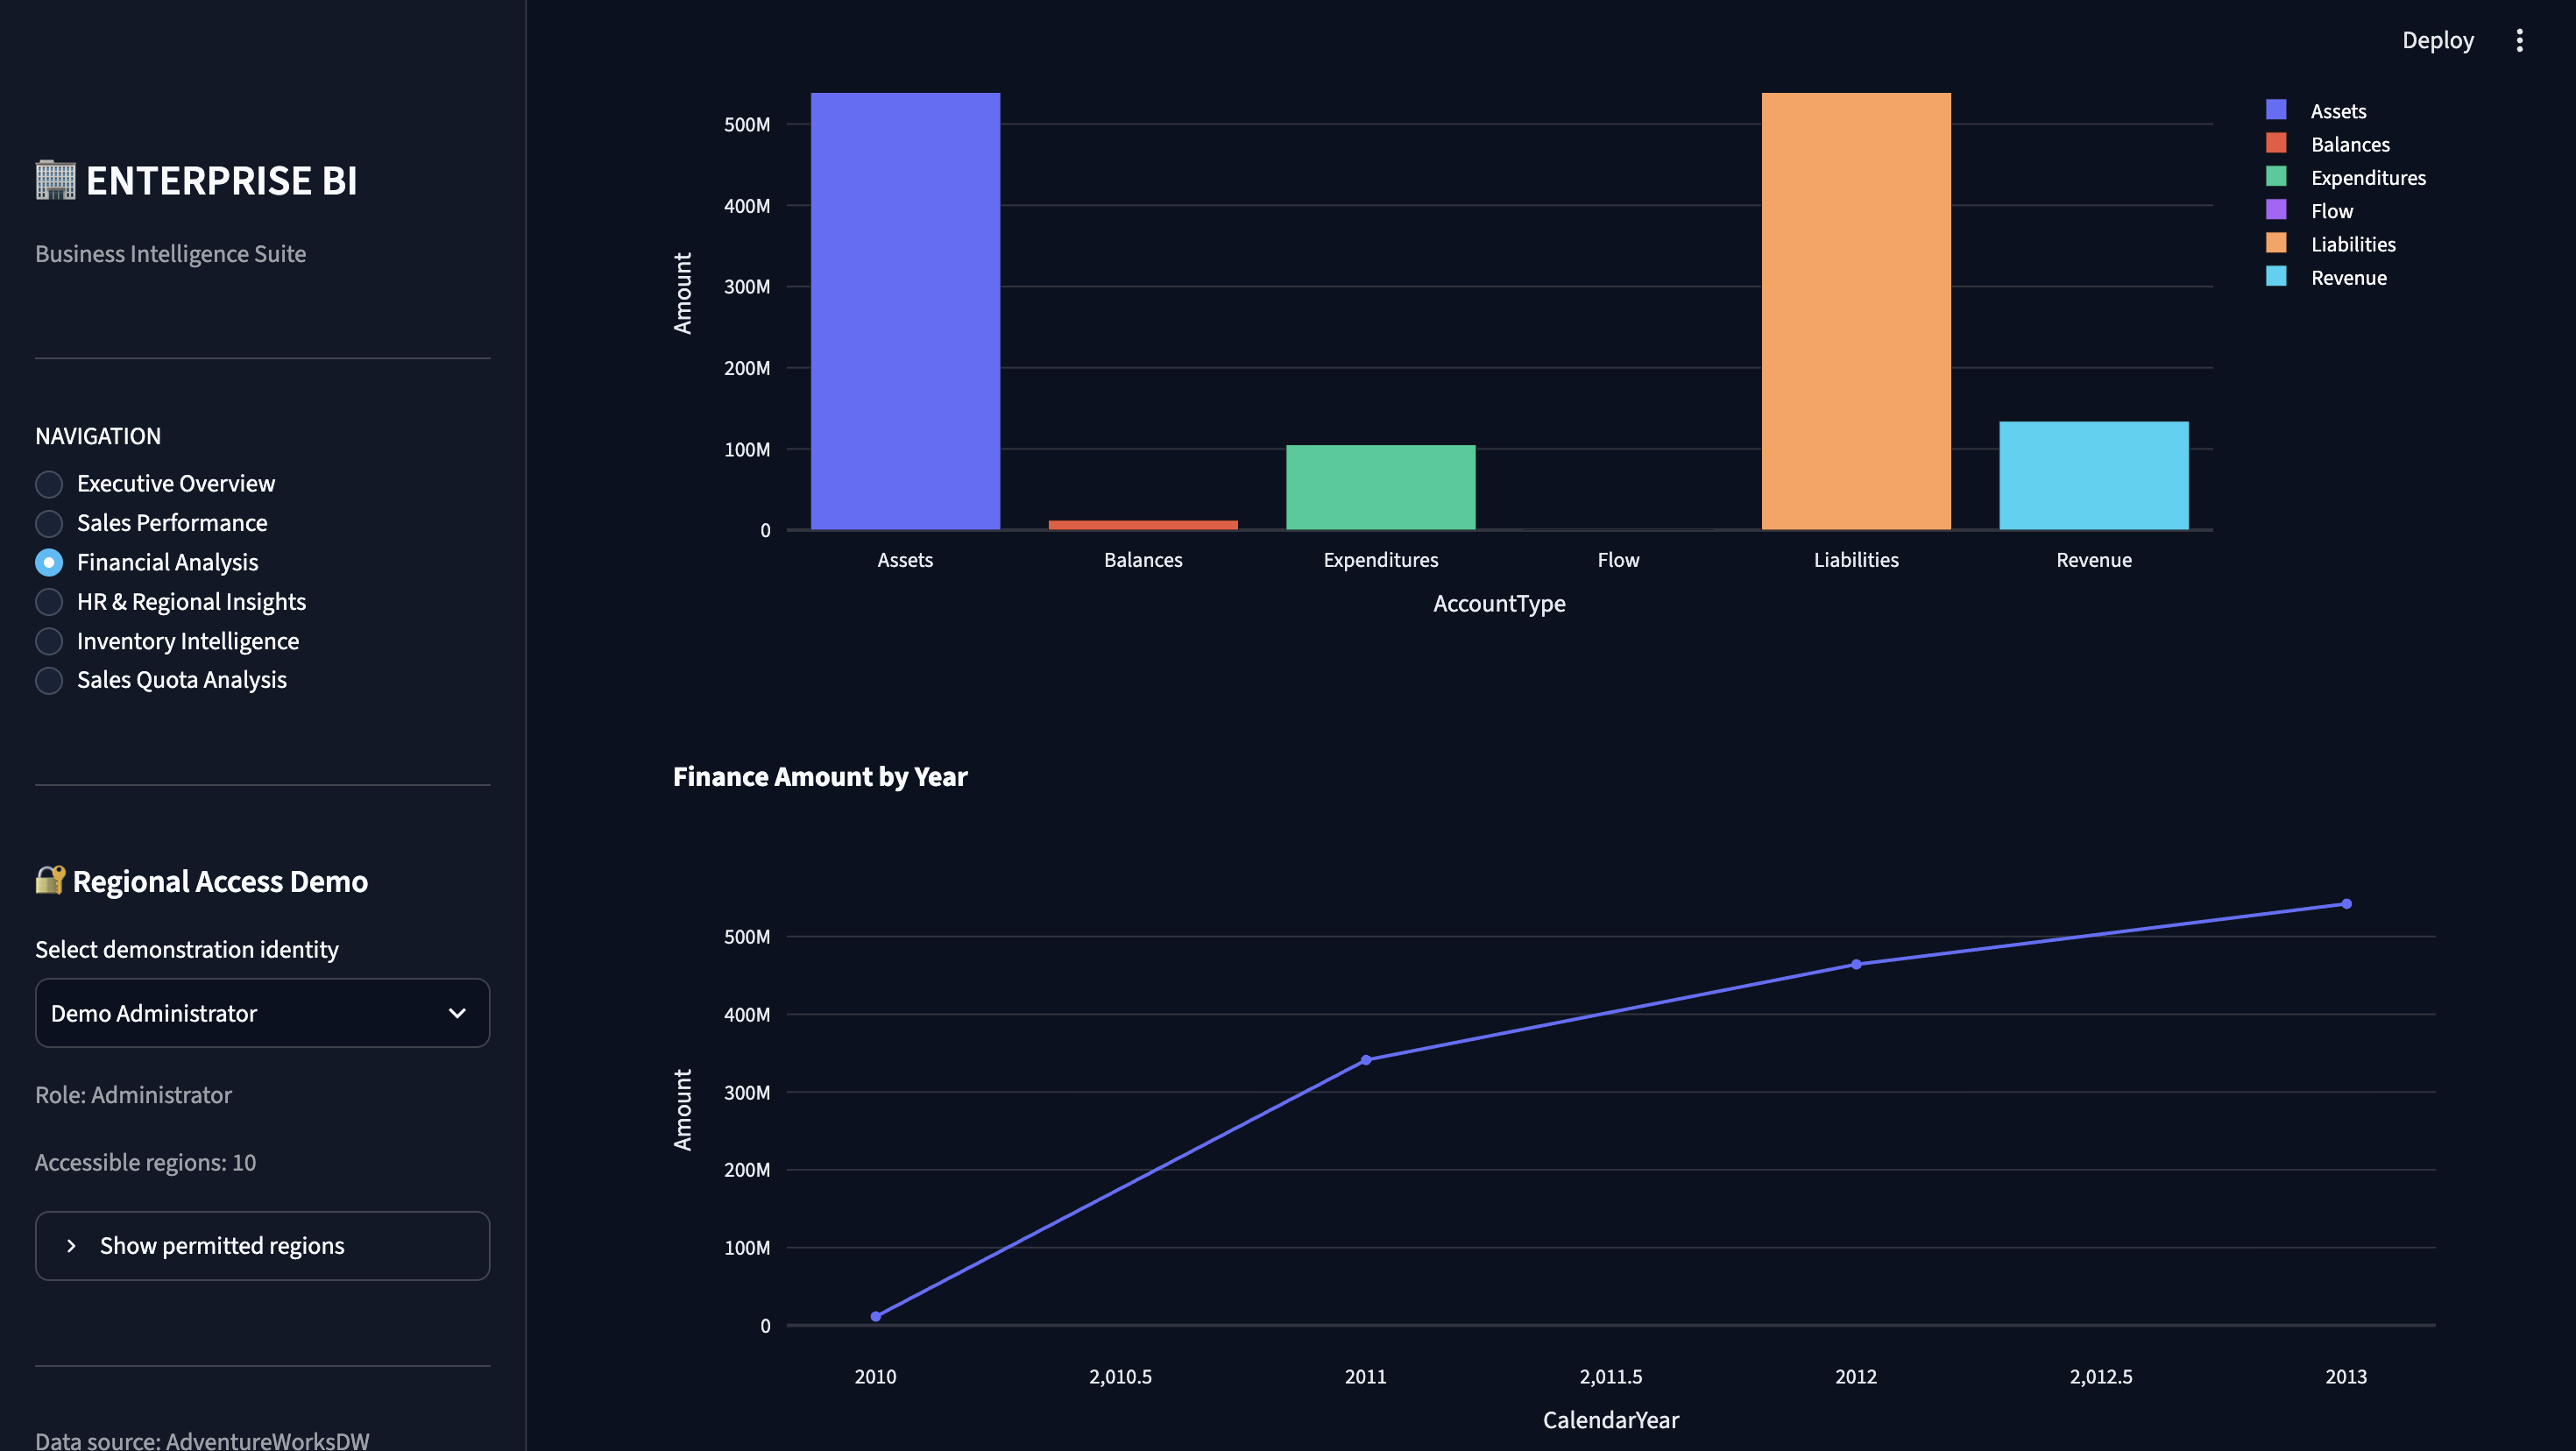 Deploy
🏢 ENTERPRISE BI
Business Intelligence Suite
NAVIGATION
Executive Overview
Sales Performance
Financial Analysis
HR & Regional Insights
Inventory Intelligence
Sales Quota Analysis
🔐 Regional Access Demo
Select demonstration identity
Demo Administrator
Role: Administrator
Accessible regions: 10
Show permitted regions
Data source: AdventureWorksDW
500M
400M
300M
200M
100M
0
Amount
Assets
Balances
Expenditures
Flow
Liabilities
Revenue
AccountType
Assets
Balances
Expenditures
Flow
Liabilities
Revenue
Finance Amount by Year
500M
400M
300M
200M
100M
0
Amount
2010
2,010.5
2011
2,011.5
2012
2,012.5
2013
CalendarYear